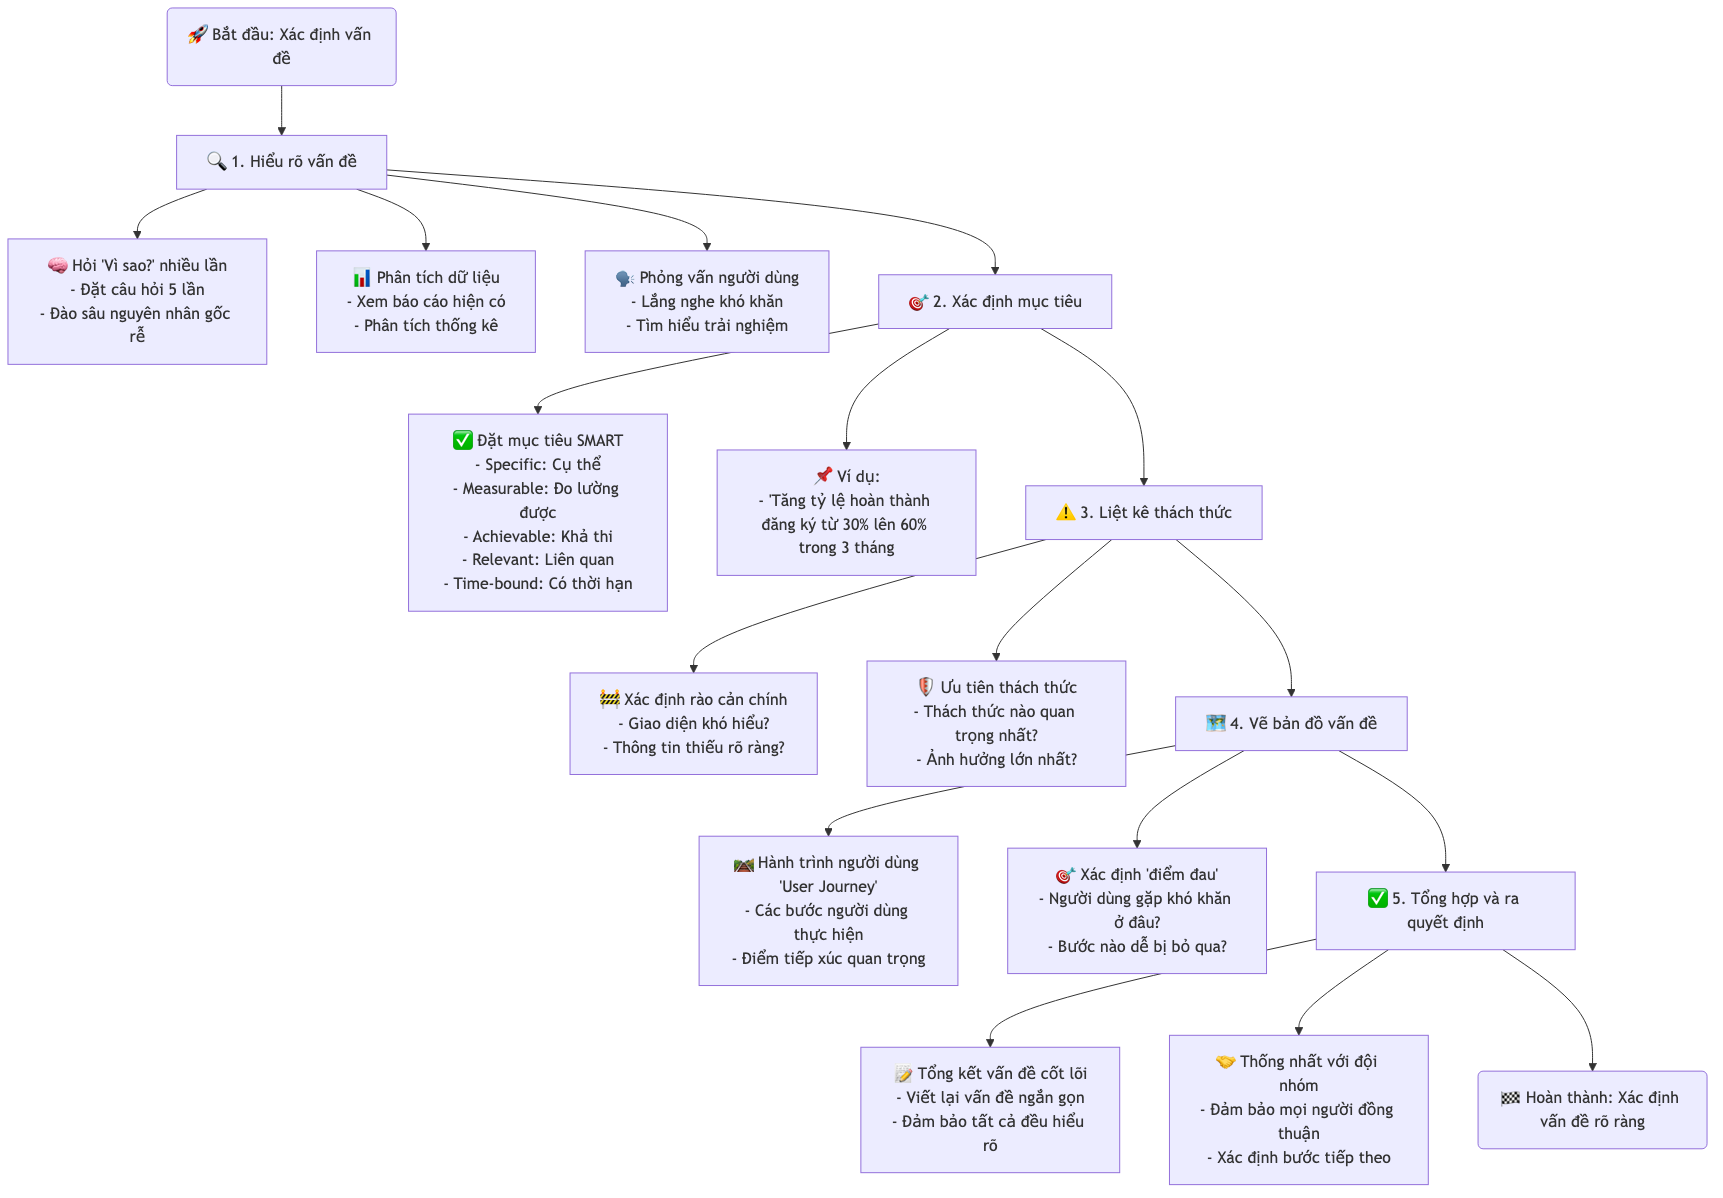 🚀 Bắt đầu: Xác định vấn
đề
🔍 1. Hiểu rõ vấn đề
🧠 Hỏi 'Vì sao?' nhiều lần
- Đặt câu hỏi 5 lần
- Đào sâu nguyên nhân gốc
rễ
📊 Phân tích dữ liệu
- Xem báo cáo hiện có
- Phân tích thống kê
🗣️ Phỏng vấn người dùng
- Lắng nghe khó khăn
- Tìm hiểu trải nghiệm
🎯 2. Xác định mục tiêu
✅ Đặt mục tiêu SMART
- Specific: Cụ thể
- Measurable: Đo lường
được
- Achievable: Khả thi
- Relevant: Liên quan
- Time-bound: Có thời hạn
📌 Ví dụ:
- 'Tăng tỷ lệ hoàn thành
đăng ký từ 30% lên 60%
trong 3 tháng
⚠️ 3. Liệt kê thách thức
🚧 Xác định rào cản chính
- Giao diện khó hiểu?
- Thông tin thiếu rõ ràng?
Ưu tiên thách thức
- Thách thức nào quan
trọng nhất?
- Ảnh hưởng lớn nhất?
🗺️ 4. Vẽ bản đồ vấn đề
🛤️ Hành trình người dùng
'User Journey'
- Các bước người dùng
thực hiện
- Điểm tiếp xúc quan trọng
🎯 Xác định 'điểm đau'
- Người dùng gặp khó khăn
ở đâu?
- Bước nào dễ bị bỏ qua?
✅ 5. Tổng hợp và ra
quyết định
📝 Tổng kết vấn đề cốt lõi
- Viết lại vấn đề ngắn gọn
- Đảm bảo tất cả đều hiểu
rõ
🤝 Thống nhất với đội
nhóm
- Đảm bảo mọi người đồng
thuận
- Xác định bước tiếp theo
🏁 Hoàn thành: Xác định
vấn đề rõ ràng